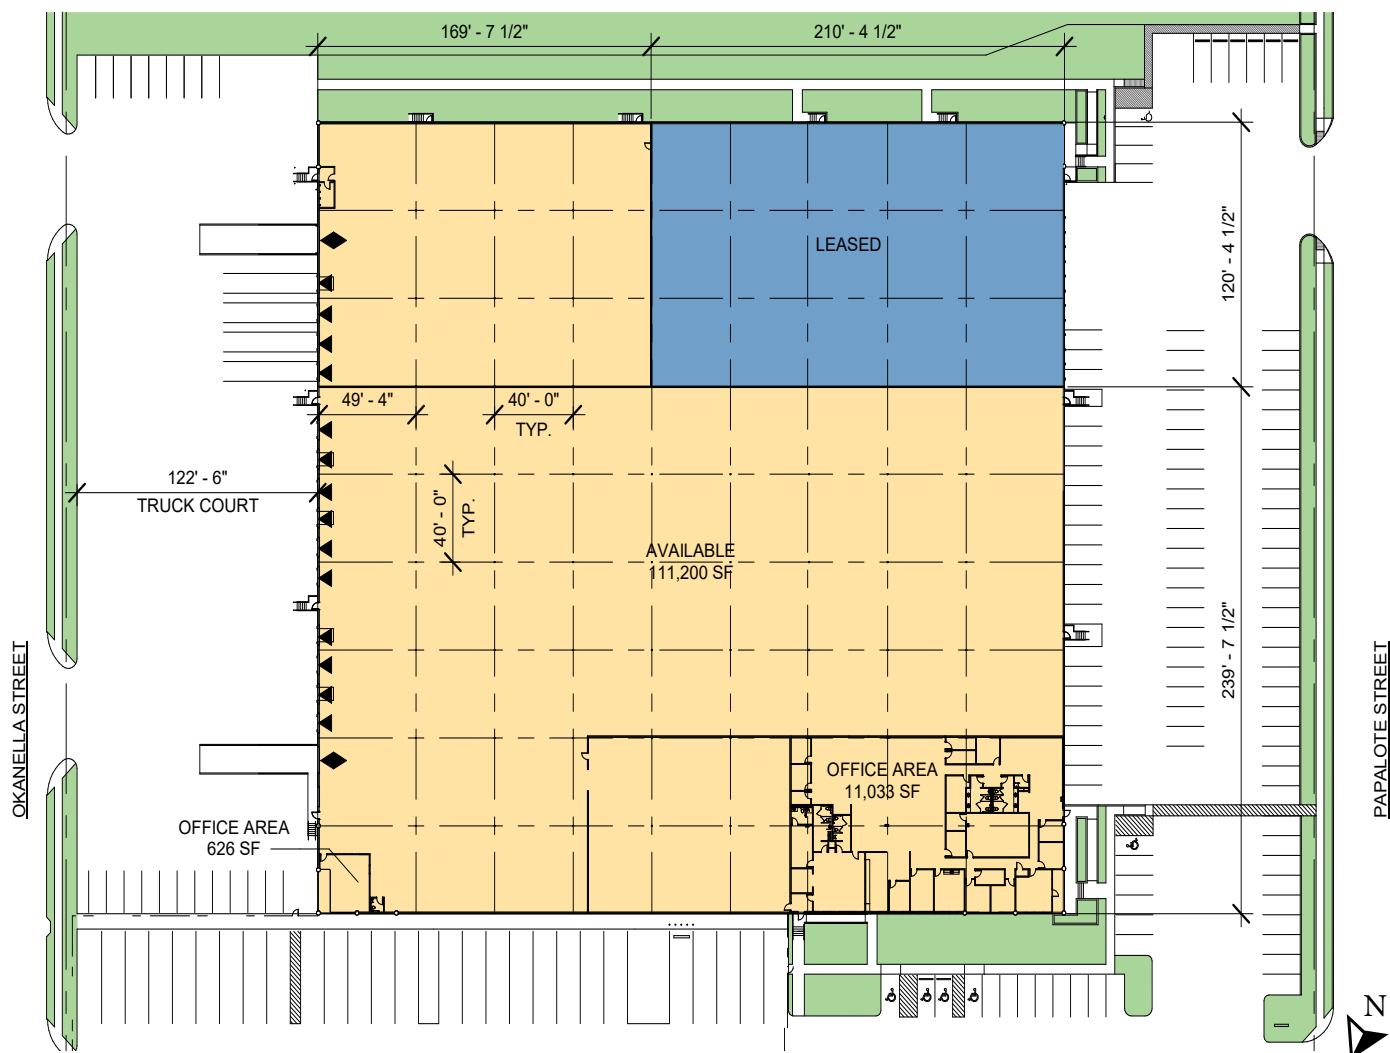 169' - 7 1/2"
210' - 4 1/2"
LEASED
120' - 4 1/2"
49' - 4"
40' - 0"
TYP.
122' - 6"
TRUCK COURT
40' - 0"
TYP.
AVAILABLE
111,200 SF
239' - 7 1/2"
OKANELLA STREET
PAPALOTE STREET
OFFICE AREA
11,033 SF
OFFICE AREA
626 SF
N